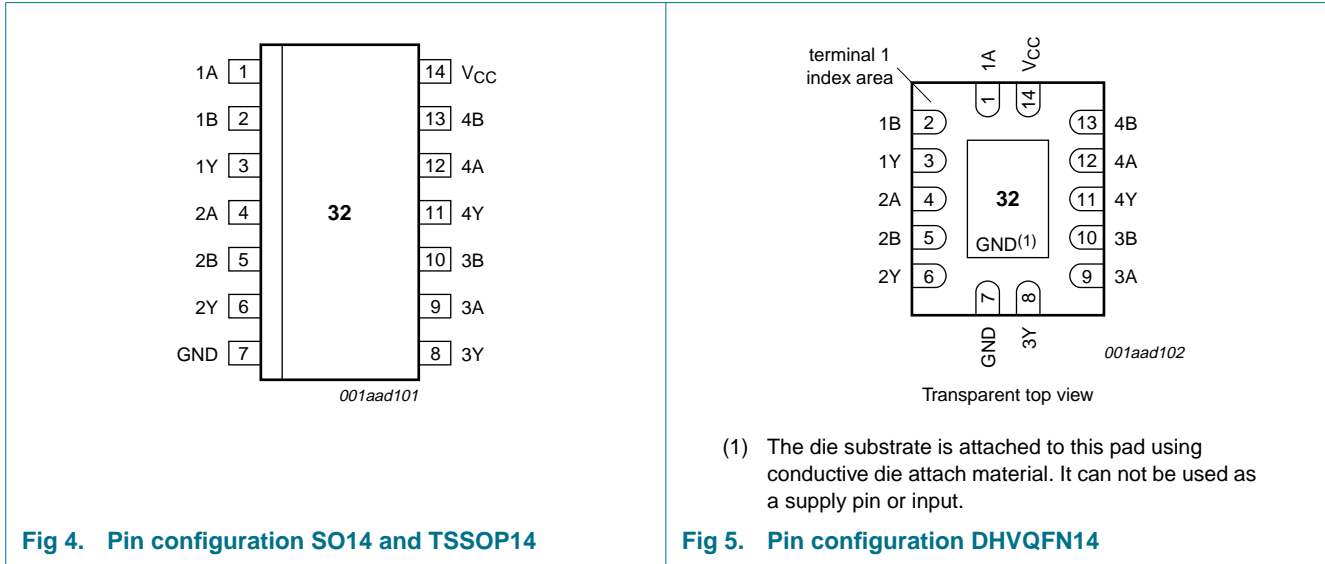 1A 1
1B 2
1Y 3
2A 4
2B 5
2Y 6
GND 7
32
14 VCC
13 4B
12 4A
11 4Y
10 3B
9 3A
8 3Y
001aad101
Fig 4. Pin configuration SO14 and TSSOP14
terminal 1
index area
1A
VCC
1
14
1B 2
1Y 3
2A 4
2B 5
2Y 6
32
GND(1)
13 4B
12 4A
11 4Y
10 3B
9 3A
7
8
GND
3Y
001aad102
Transparent top view
(1) The die substrate is attached to this pad using
conductive die attach material. It can not be used as
a supply pin or input.
Fig 5. Pin configuration DHVQFN14